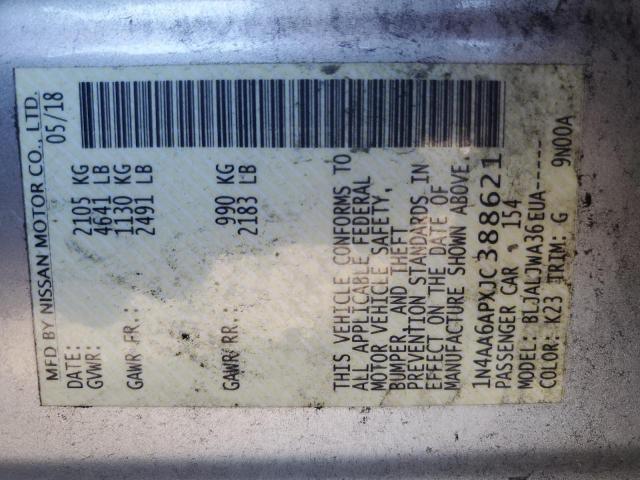 MFD BY NISSAN MOTOR CO., LTD.
DATE: 05/18
GVWR: 2105 KG
4641 LB
GAWR FR.: 1130 KG
2491 LB
GAWR RR.: 990 KG
2183 LB
THIS VEHICLE CONFORMS TO
ALL APPLICABLE FEDERAL
MOTOR VEHICLE SAFETY,
BUMPER, AND THEFT
PREVENTION STANDARDS IN
EFFECT ON THE DATE OF
MANUFACTURE SHOWN ABOVE.
1N4AA6APXJC388621
PASSENGER CAR 154
MODEL: BLJALJWA36EUA-----
COLOR: K23 TRIM: G 9N00A